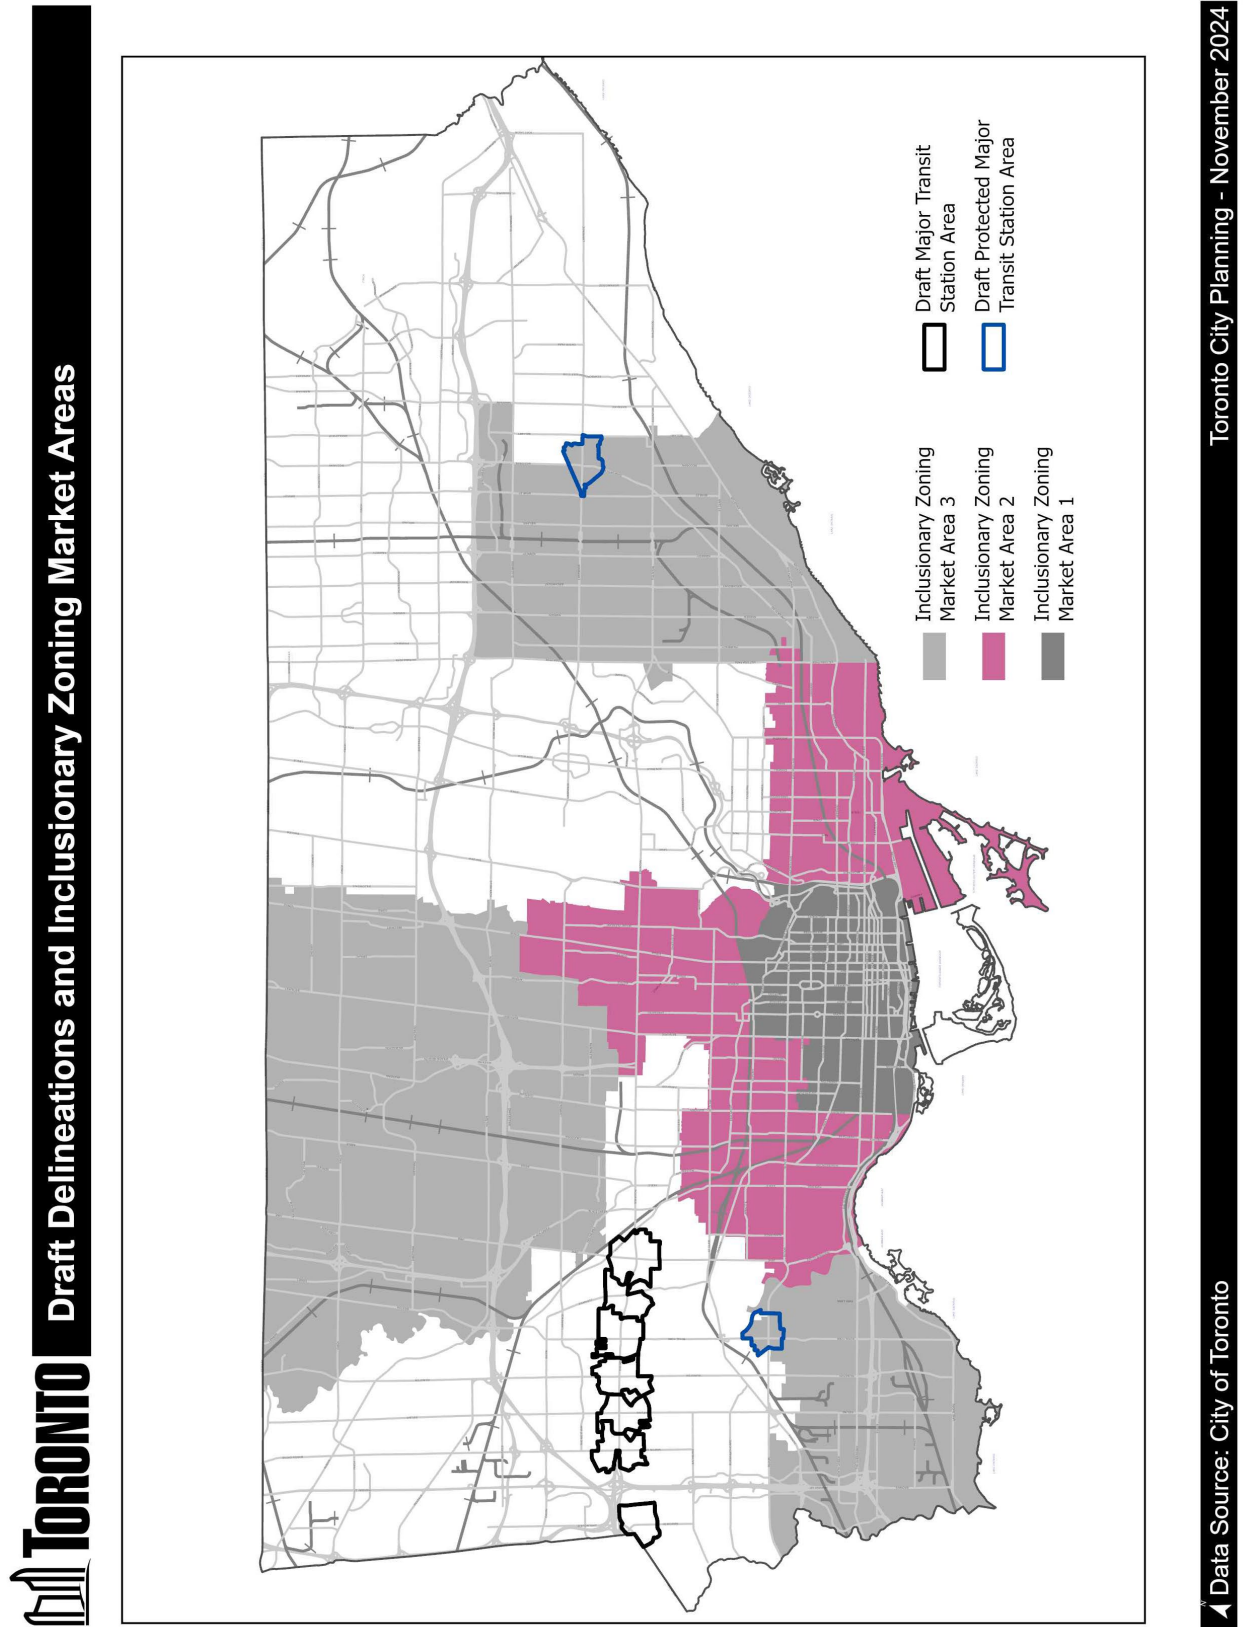 TORONTO
Draft Delineations and Inclusionary Zoning Market Areas
Inclusionary Zoning
Market Area 3
Inclusionary Zoning
Market Area 2
Inclusionary Zoning
Market Area 1
Draft Major Transit
Station Area
Draft Protected Major
Transit Station Area
N
Data Source: City of Toronto
Toronto City Planning - November 2024